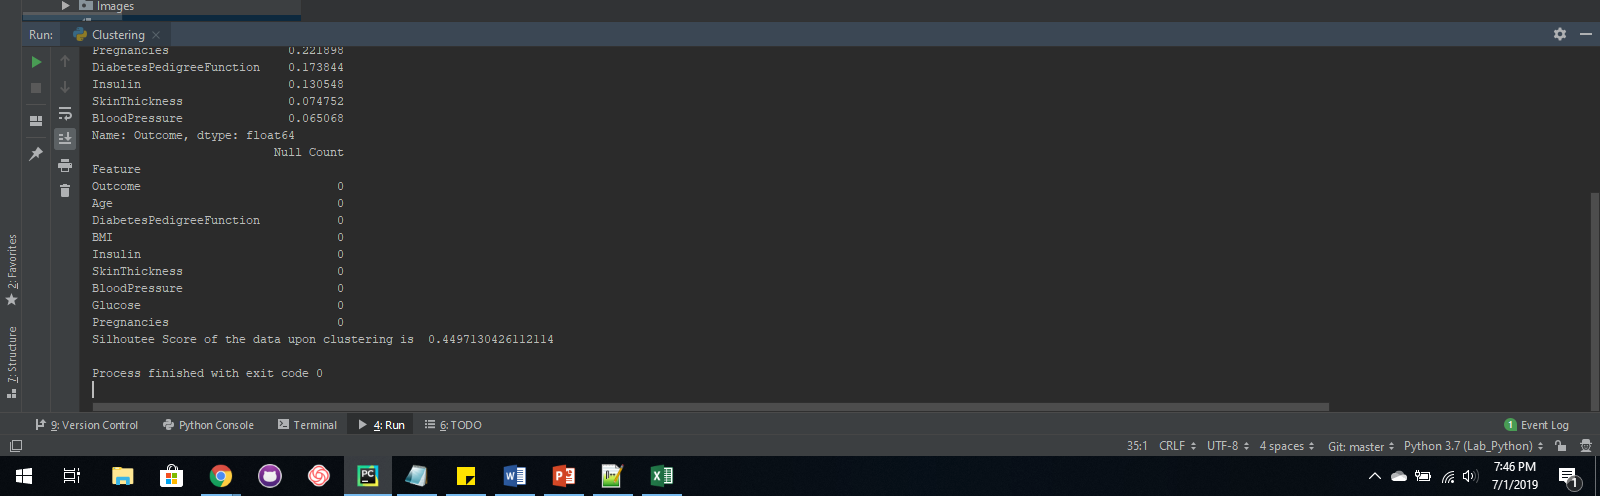 Images
Run: Clustering
Pregnancies 0.221898
DiabetesPedigreeFunction 0.173844
Insulin 0.130548
SkinThickness 0.074752
BloodPressure 0.065068
Name: Outcome, dtype: float64
Null Count
Feature
Outcome 0
Age 0
DiabetesPedigreeFunction 0
BMI 0
Insulin 0
SkinThickness 0
BloodPressure 0
Glucose 0
Pregnancies 0
Silhoutee Score of the data upon clustering is 0.4497130426112114
Process finished with exit code 0
2: Favorites
7: Structure
9: Version Control Python Console Terminal 4: Run 6: TODO 1 Event Log
35:1 CRLF UTF-8 4 spaces Git: master Python 3.7 (Lab_Python)
7:46 PM
7/1/2019
1